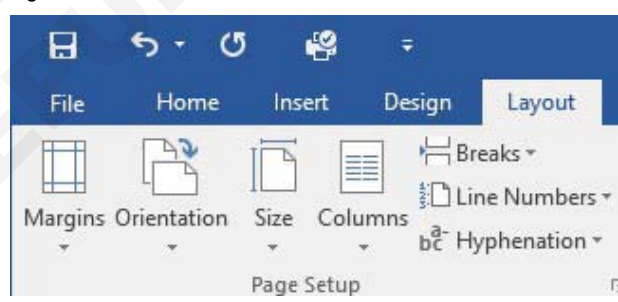 File Home Insert Design Layout
Breaks
Line Numbers
Margins Orientation Size Columns
Hyphenation
Page Setup